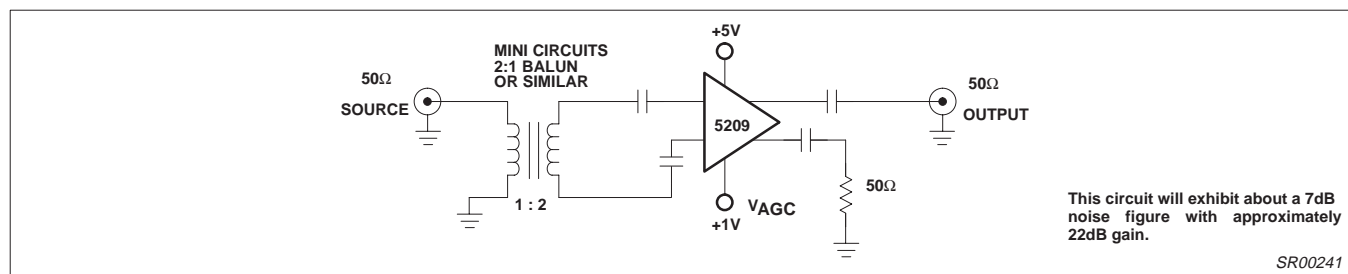 +5V
MINI CIRCUITS
2:1 BALUN
OR SIMILAR
50Ω
SOURCE
50Ω
OUTPUT
5209
1 : 2
50Ω
VAGC
+1V
This circuit will exhibit about a 7dB
noise figure with approximately
22dB gain.
SR00241